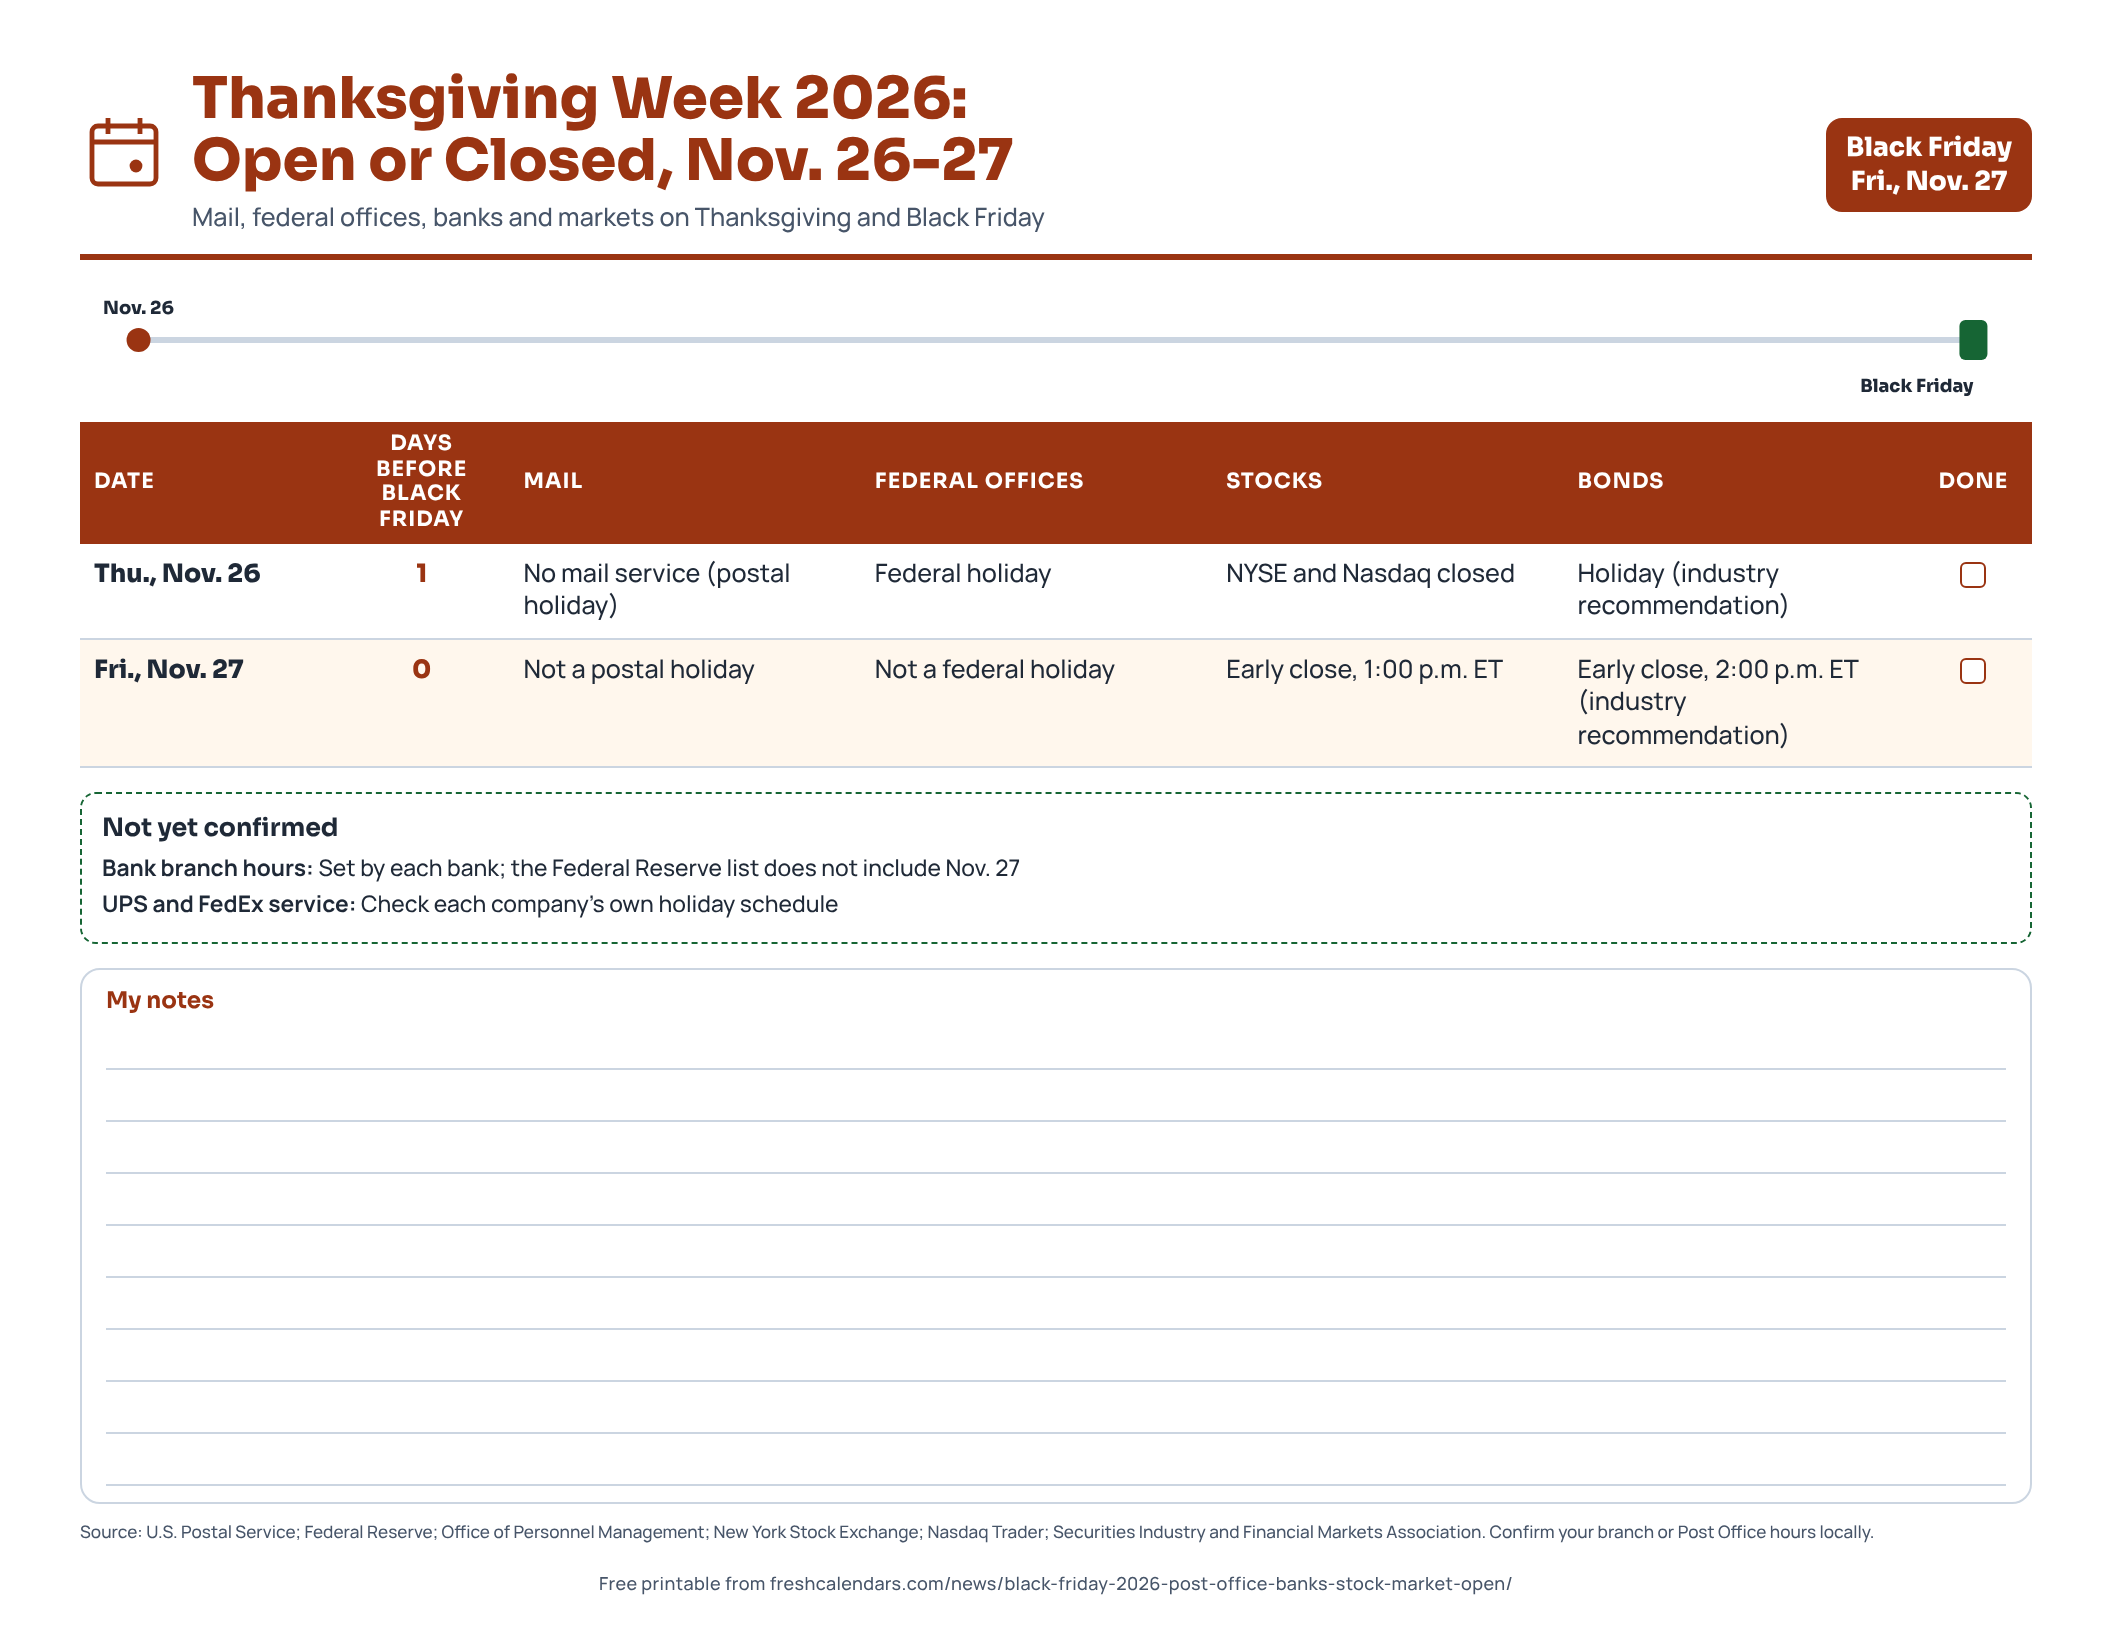 Thanksgiving Week 2026:
Open or Closed, Nov. 26–27
Mail, federal offices, banks and markets on Thanksgiving and Black Friday
Black Friday
Fri., Nov. 27
Nov. 26
Black Friday
DATE
DAYS
BEFORE
BLACK
FRIDAY
MAIL
FEDERAL OFFICES
STOCKS
BONDS
DONE
Thu., Nov. 26
1
No mail service (postal
holiday)
Federal holiday
NYSE and Nasdaq closed
Holiday (industry
recommendation)
Fri., Nov. 27
0
Not a postal holiday
Not a federal holiday
Early close, 1:00 p.m. ET
Early close, 2:00 p.m. ET
(industry
recommendation)
Not yet confirmed
Bank branch hours: Set by each bank; the Federal Reserve list does not include Nov. 27
UPS and FedEx service: Check each company’s own holiday schedule
My notes
Source: U.S. Postal Service; Federal Reserve; Office of Personnel Management; New York Stock Exchange; Nasdaq Trader; Securities Industry and Financial Markets Association. Confirm your branch or Post Office hours locally.
Free printable from freshcalendars.com/news/black-friday-2026-post-office-banks-stock-market-open/